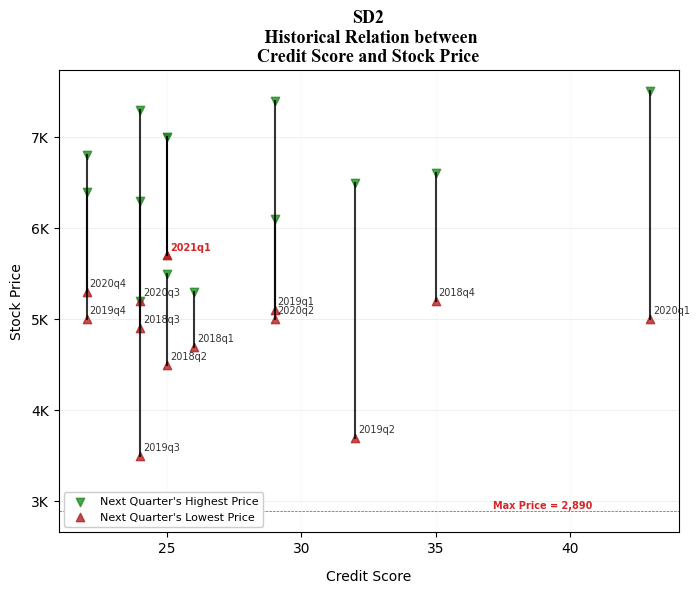 SD2
Historical Relation between
Credit Score and Stock Price
Stock Price
7K
6K
5K
4K
3K
2021q1
2020q4
2020q3
2019q4
2018q3
2019q1
2020q2
2018q4
2020q1
2018q1
2018q2
2019q2
2019q3
Max Price = 2,890
Next Quarter's Highest Price
Next Quarter's Lowest Price
25 30 35 40
Credit Score